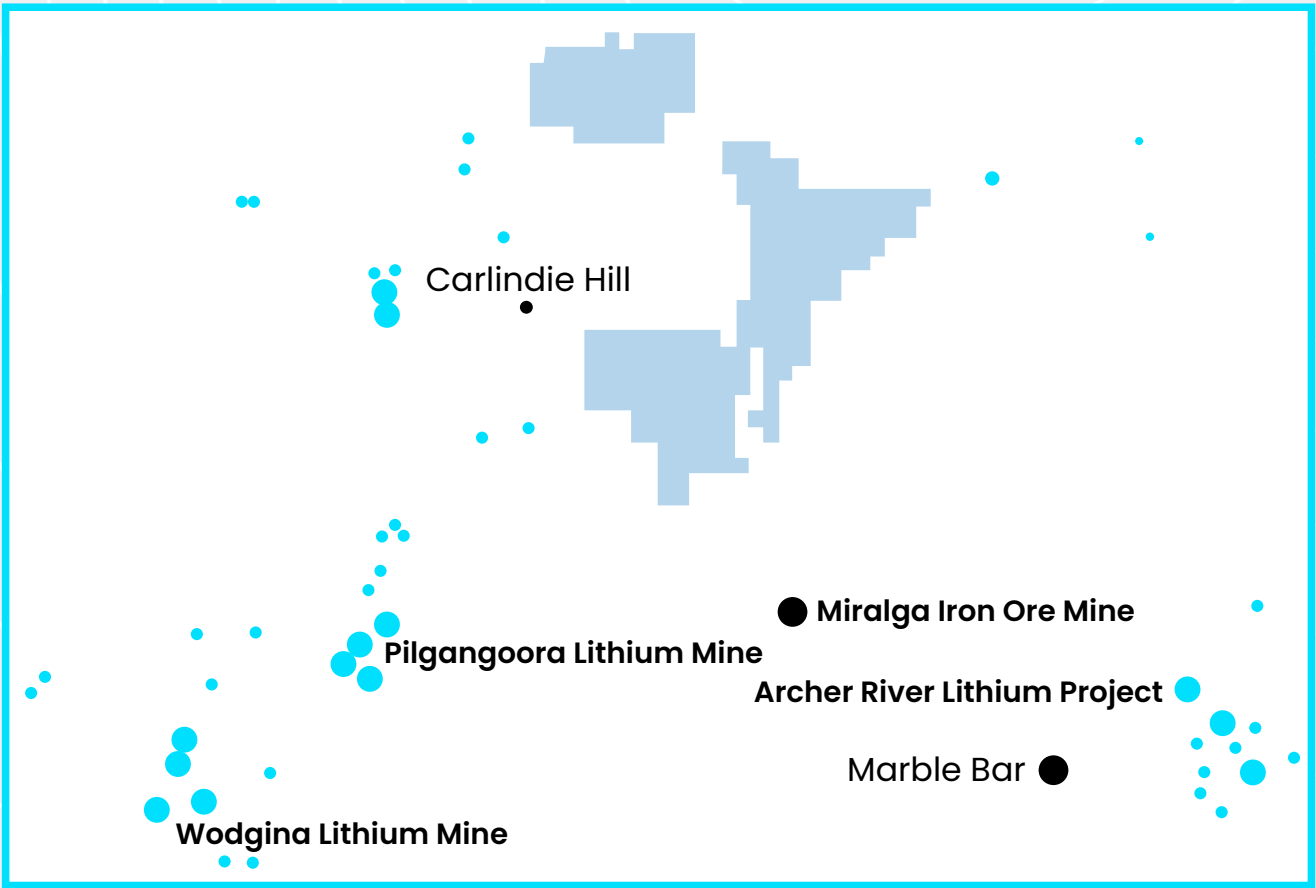 Carlindie Hill
Miralga Iron Ore Mine
Pilgangoora Lithium Mine
Archer River Lithium Project
Marble Bar
Wodgina Lithium Mine